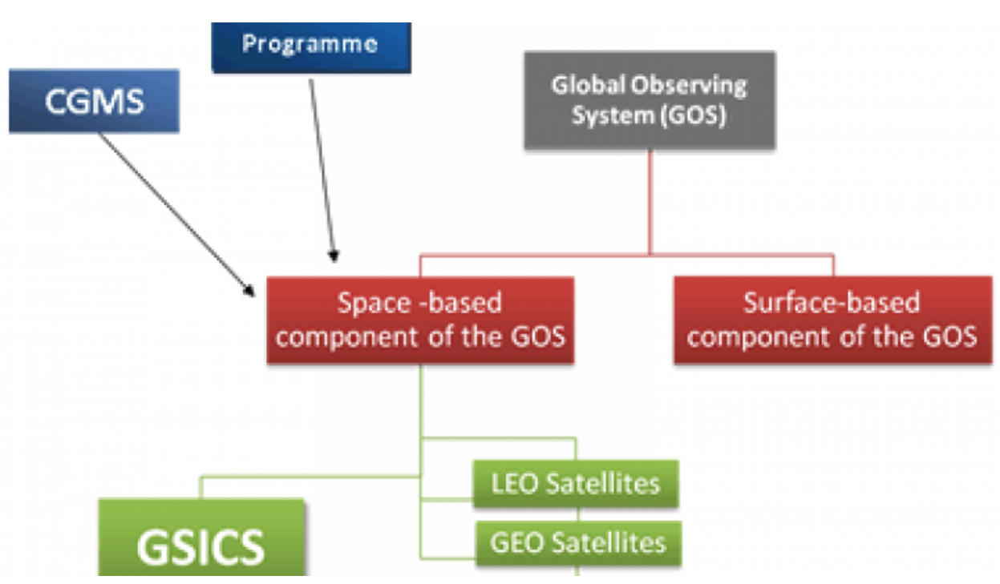 Programme
CGMS
Global Observing
System (GOS)
Space -based
component of the GOS
Surface-based
component of the GOS
LEO Satellites
GSICS
GEO Satellites